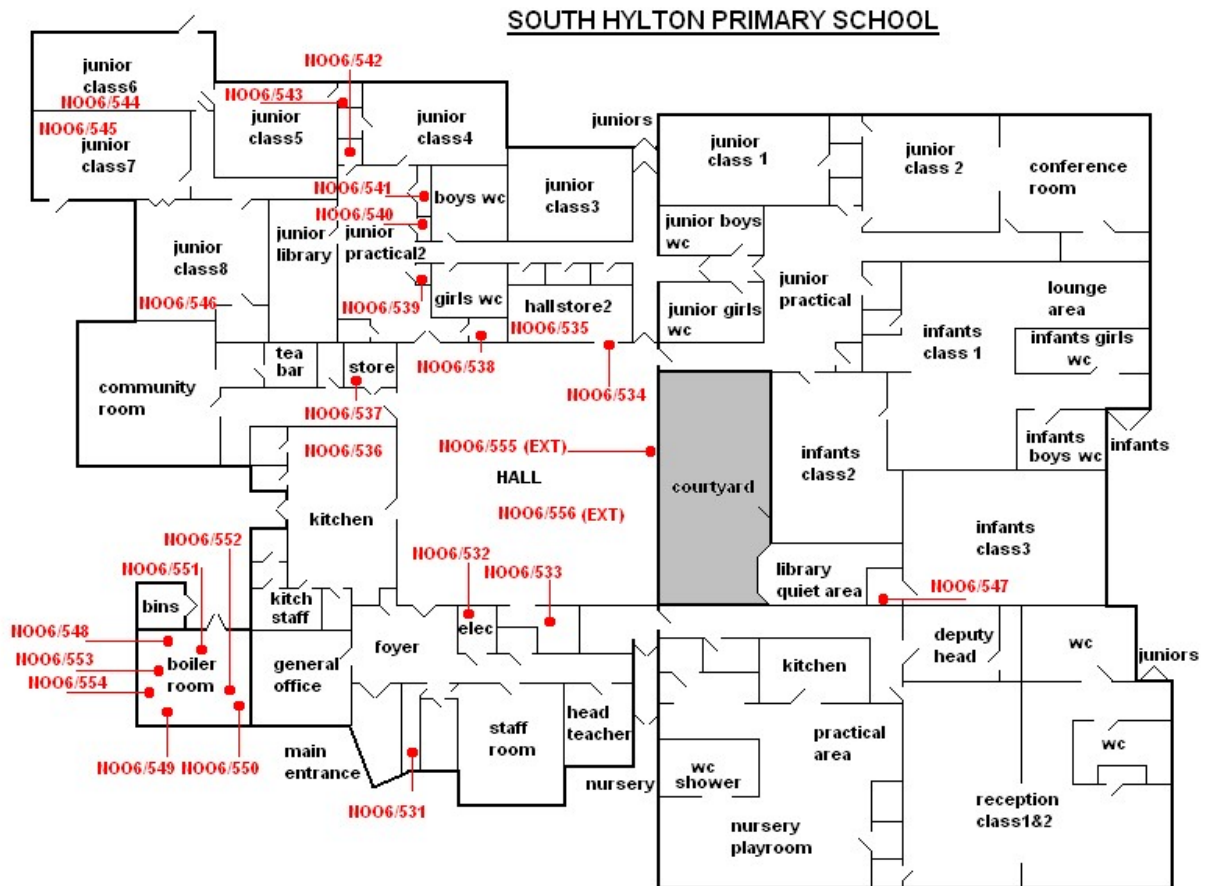 SOUTH HYLTON PRIMARY SCHOOL
NOO6/542
junior
class6
NOO6/544
NOO6/543
junior
class5
junior
class4
juniors
NOO6/545
junior
class7
junior
class 1
junior
class 2
conference
room
NOO6/541
boys wc
junior
class3
NOO6/540
junior
practical2
junior
library
junior
class8
junior boys
wc
junior
practical
NOO6/546
NOO6/539
girls wc
hall store2
NOO6/535
junior girls
wc
lounge
area
infants
class 1
infants girls
wc
tea
bar
store
NOO6/538
NOO6/534
community
room
NOO6/537
NOO6/536
NOO6/555 (EXT)
HALL
NOO6/556 (EXT)
courtyard
infants
class2
infants
boys wc
infants
kitchen
infants
class3
NOO6/552
NOO6/551
NOO6/532
NOO6/533
library
quiet area
NOO6/547
bins
kitch
staff
elec
foyer
NOO6/548
NOO6/553
NOO6/554
boiler
room
general
office
kitchen
deputy
head
wc
juniors
staff
room
head
teacher
practical
area
wc
NOO6/549
NOO6/550
main
entrance
NOO6/531
nursery
wc
shower
nursery
playroom
reception
class1&2